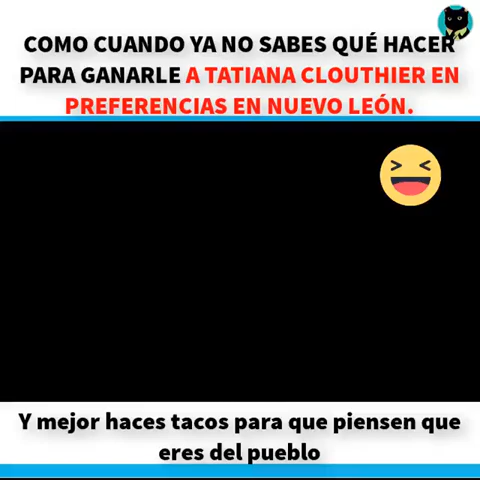 COMO CUANDO YA NO SABES QUÉ HACER
PARA GANARLE A TATIANA CLOUTHIER EN
PREFERENCIAS EN NUEVO LEÓN.
Y mejor haces tacos para que piensen que
eres del pueblo